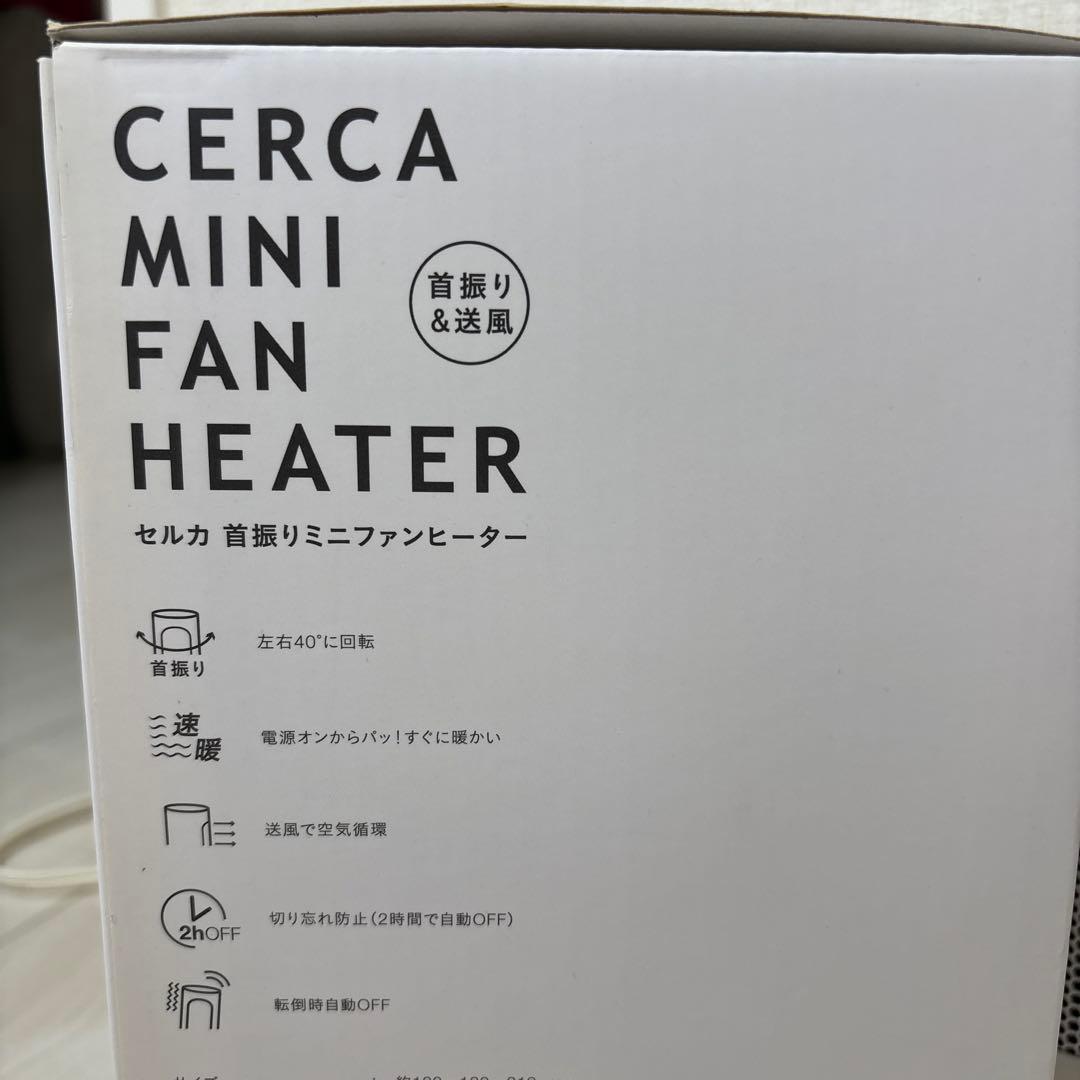 CERCA
MINI
FAN
HEATER
首振り
&送風
セルカ 首振りミニファンヒーター
首振り
左右40°に回転
速
暖
電源オンからパッ!すぐに暖かい
送風で空気循環
2hOFF
切り忘れ防止(2時間で自動OFF)
転倒時自動OFF